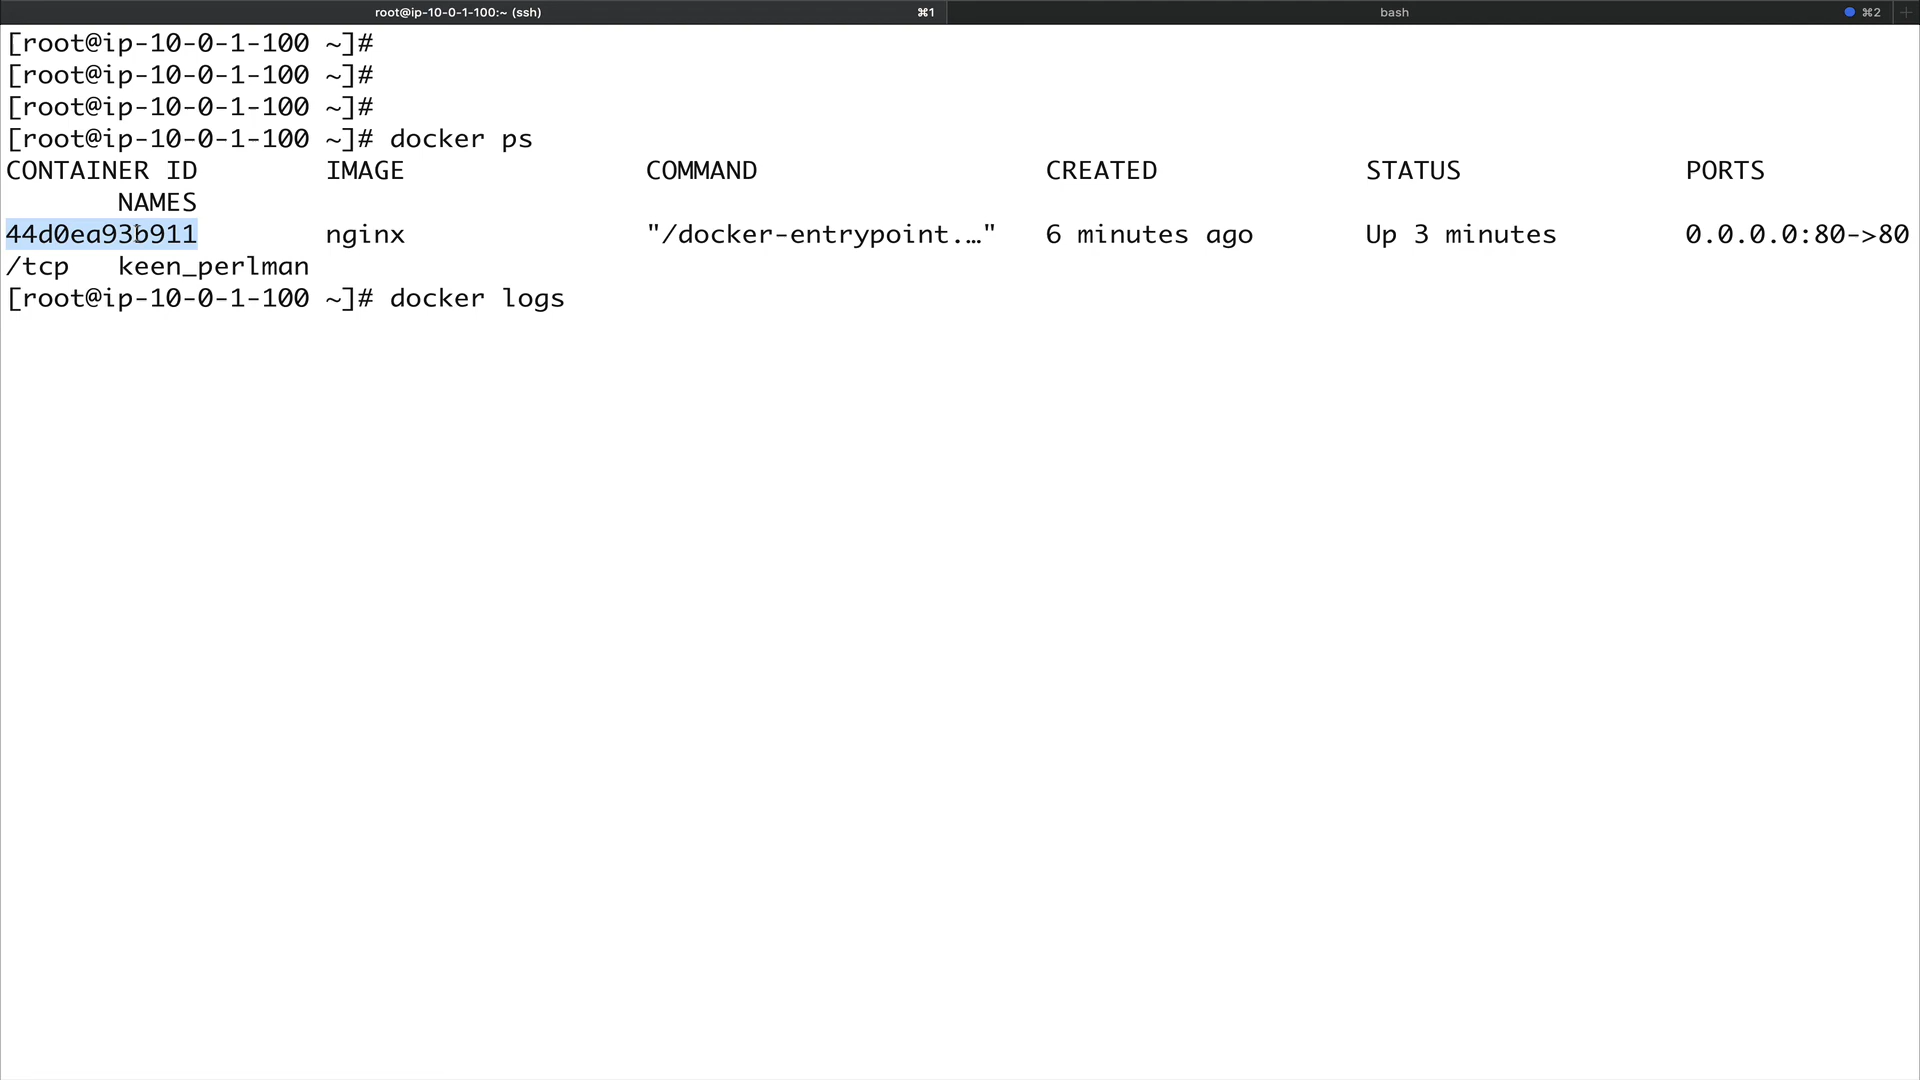 root@ip-10-0-1-100:~ (ssh) ⌘1 bash ⌘2 +
[root@ip-10-0-1-100 ~]#
[root@ip-10-0-1-100 ~]#
[root@ip-10-0-1-100 ~]#
[root@ip-10-0-1-100 ~]# docker ps
CONTAINER ID        IMAGE               COMMAND                  CREATED             STATUS              PORTS
       NAMES
44d0ea93b911        nginx               "/docker-entrypoint.…"   6 minutes ago       Up 3 minutes        0.0.0.0:80->80
/tcp   keen_perlman
[root@ip-10-0-1-100 ~]# docker logs